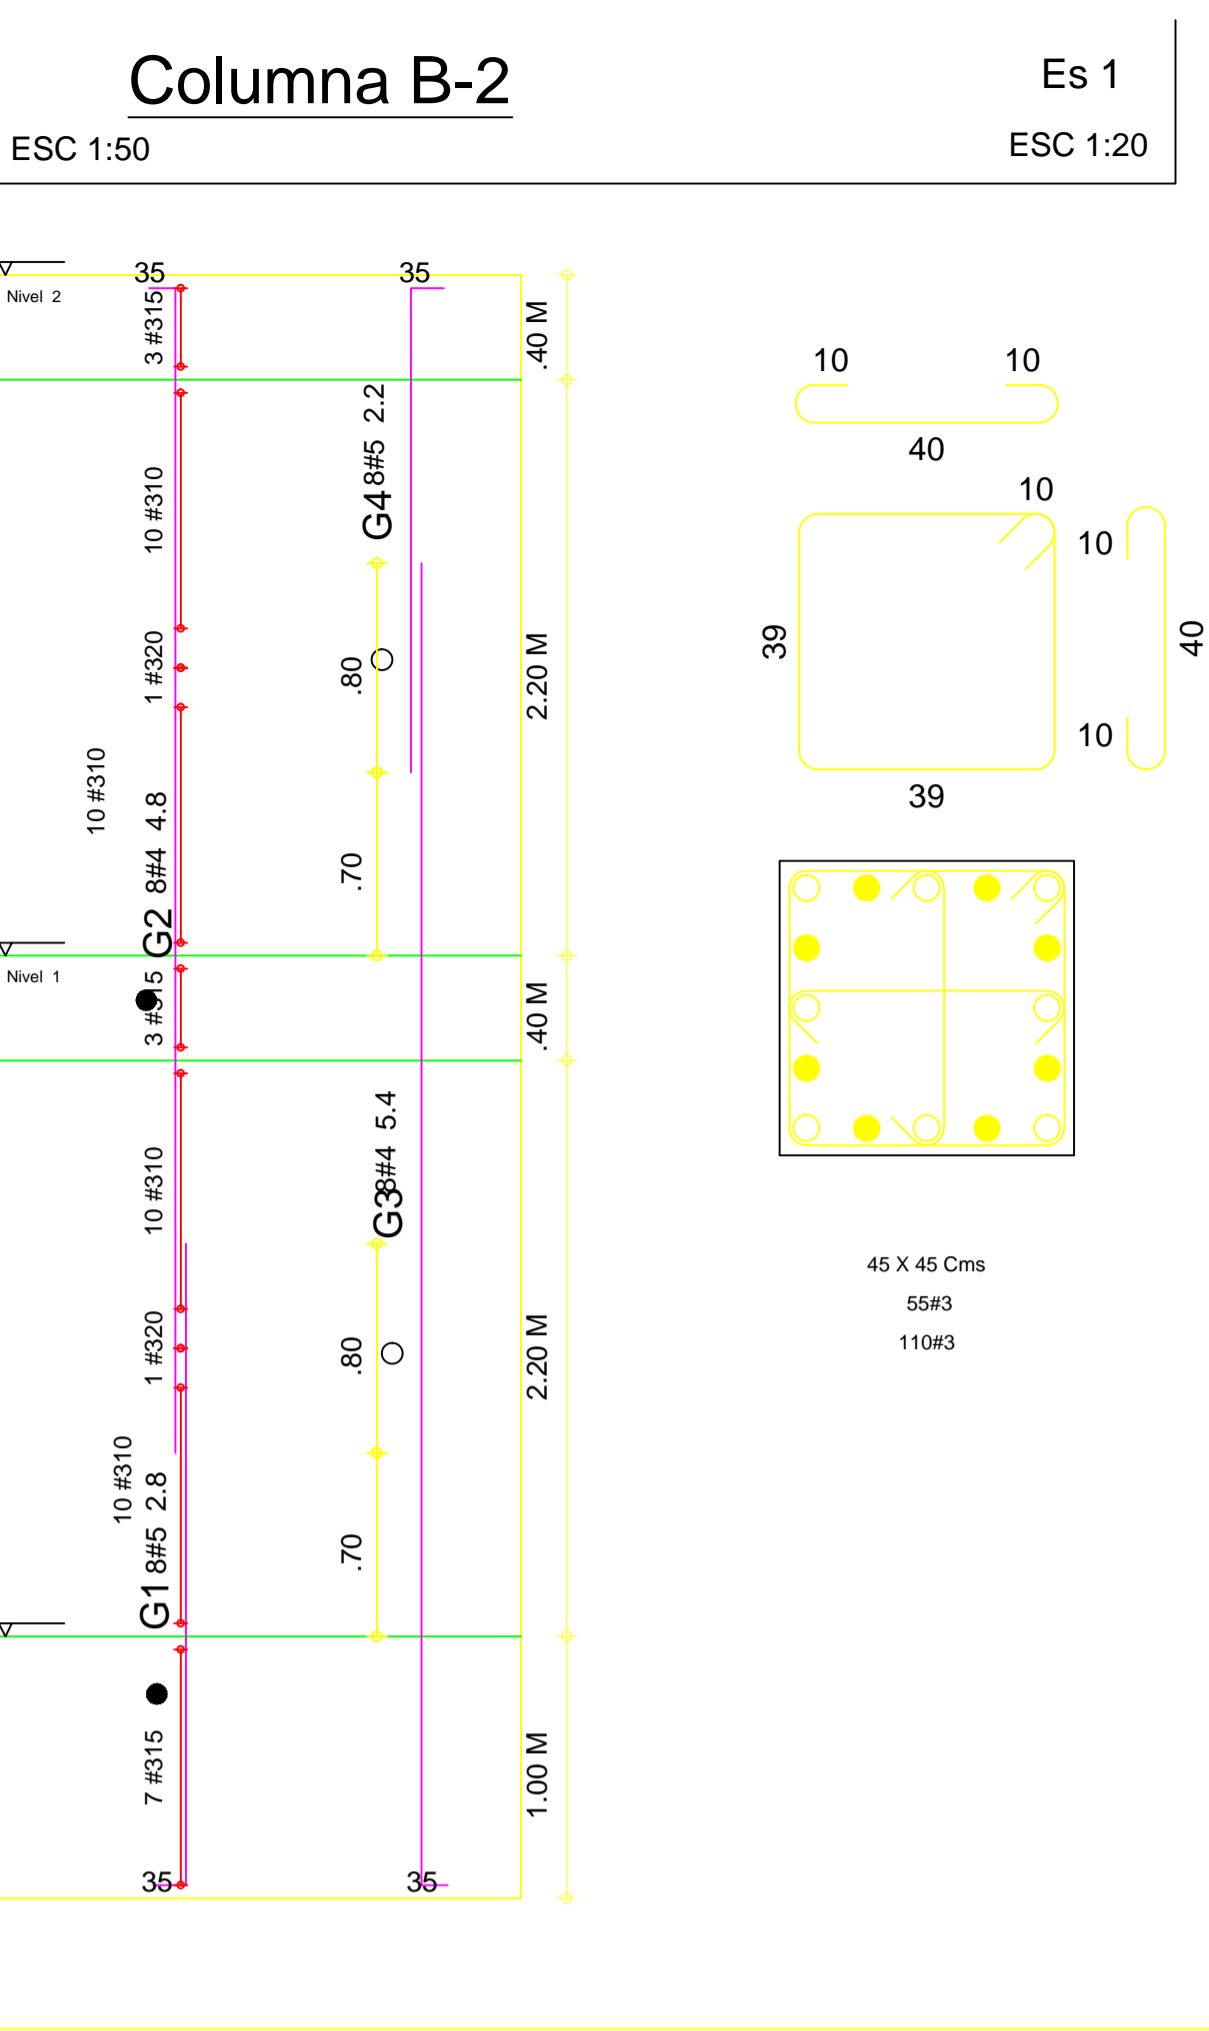 Columna B-2
Es 1
ESC 1:50
ESC 1:20
35
35
Nivel 2
3 #315
.40 M
10 #310
G4 8#5 2.2
1 #320
.80
2.20 M
10 #310
G2 8#4 4.8
.70
Nivel 1
3 #315
.40 M
10 #310
G3 8#4 5.4
1 #320
.80
2.20 M
10 #310
G1 8#5 2.8
.70
7 #315
1.00 M
35
35
10
10
40
10
10
39
40
10
39
45 X 45 Cms
55#3
110#3